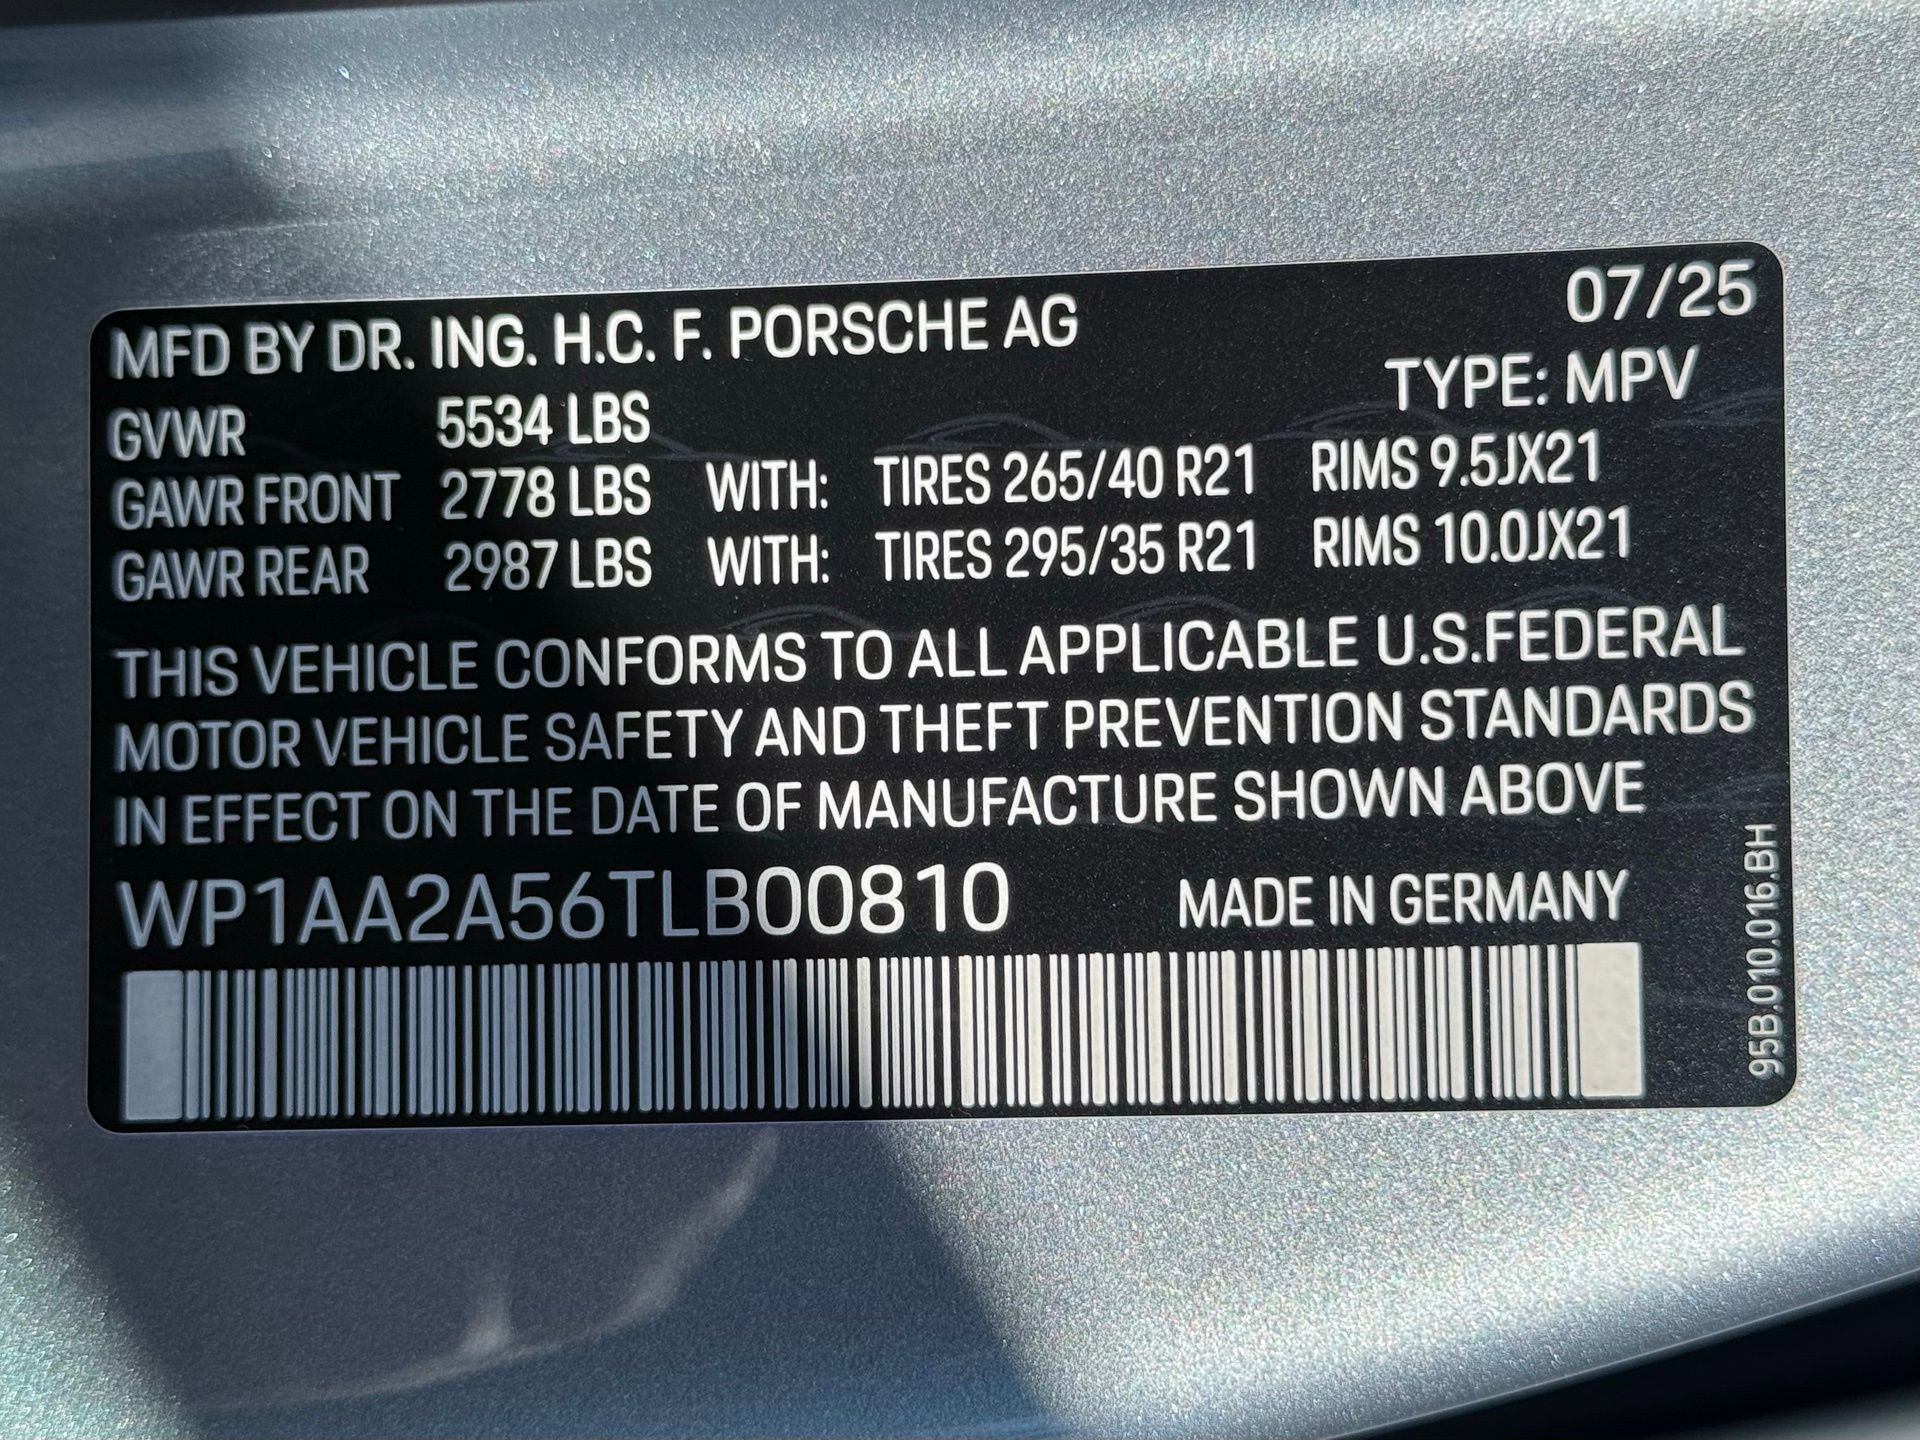 07/25
MFD BY DR. ING. H.C. F. PORSCHE AG
TYPE: MPV
GVWR 5534 LBS
GAWR FRONT 2778 LBS WITH: TIRES 265/40 R21 RIMS 9.5JX21
GAWR REAR 2987 LBS WITH: TIRES 295/35 R21 RIMS 10.0JX21
THIS VEHICLE CONFORMS TO ALL APPLICABLE U.S.FEDERAL
MOTOR VEHICLE SAFETY AND THEFT PREVENTION STANDARDS
IN EFFECT ON THE DATE OF MANUFACTURE SHOWN ABOVE
WP1AA2A56TLB00810 MADE IN GERMANY
95B.010.016.BH